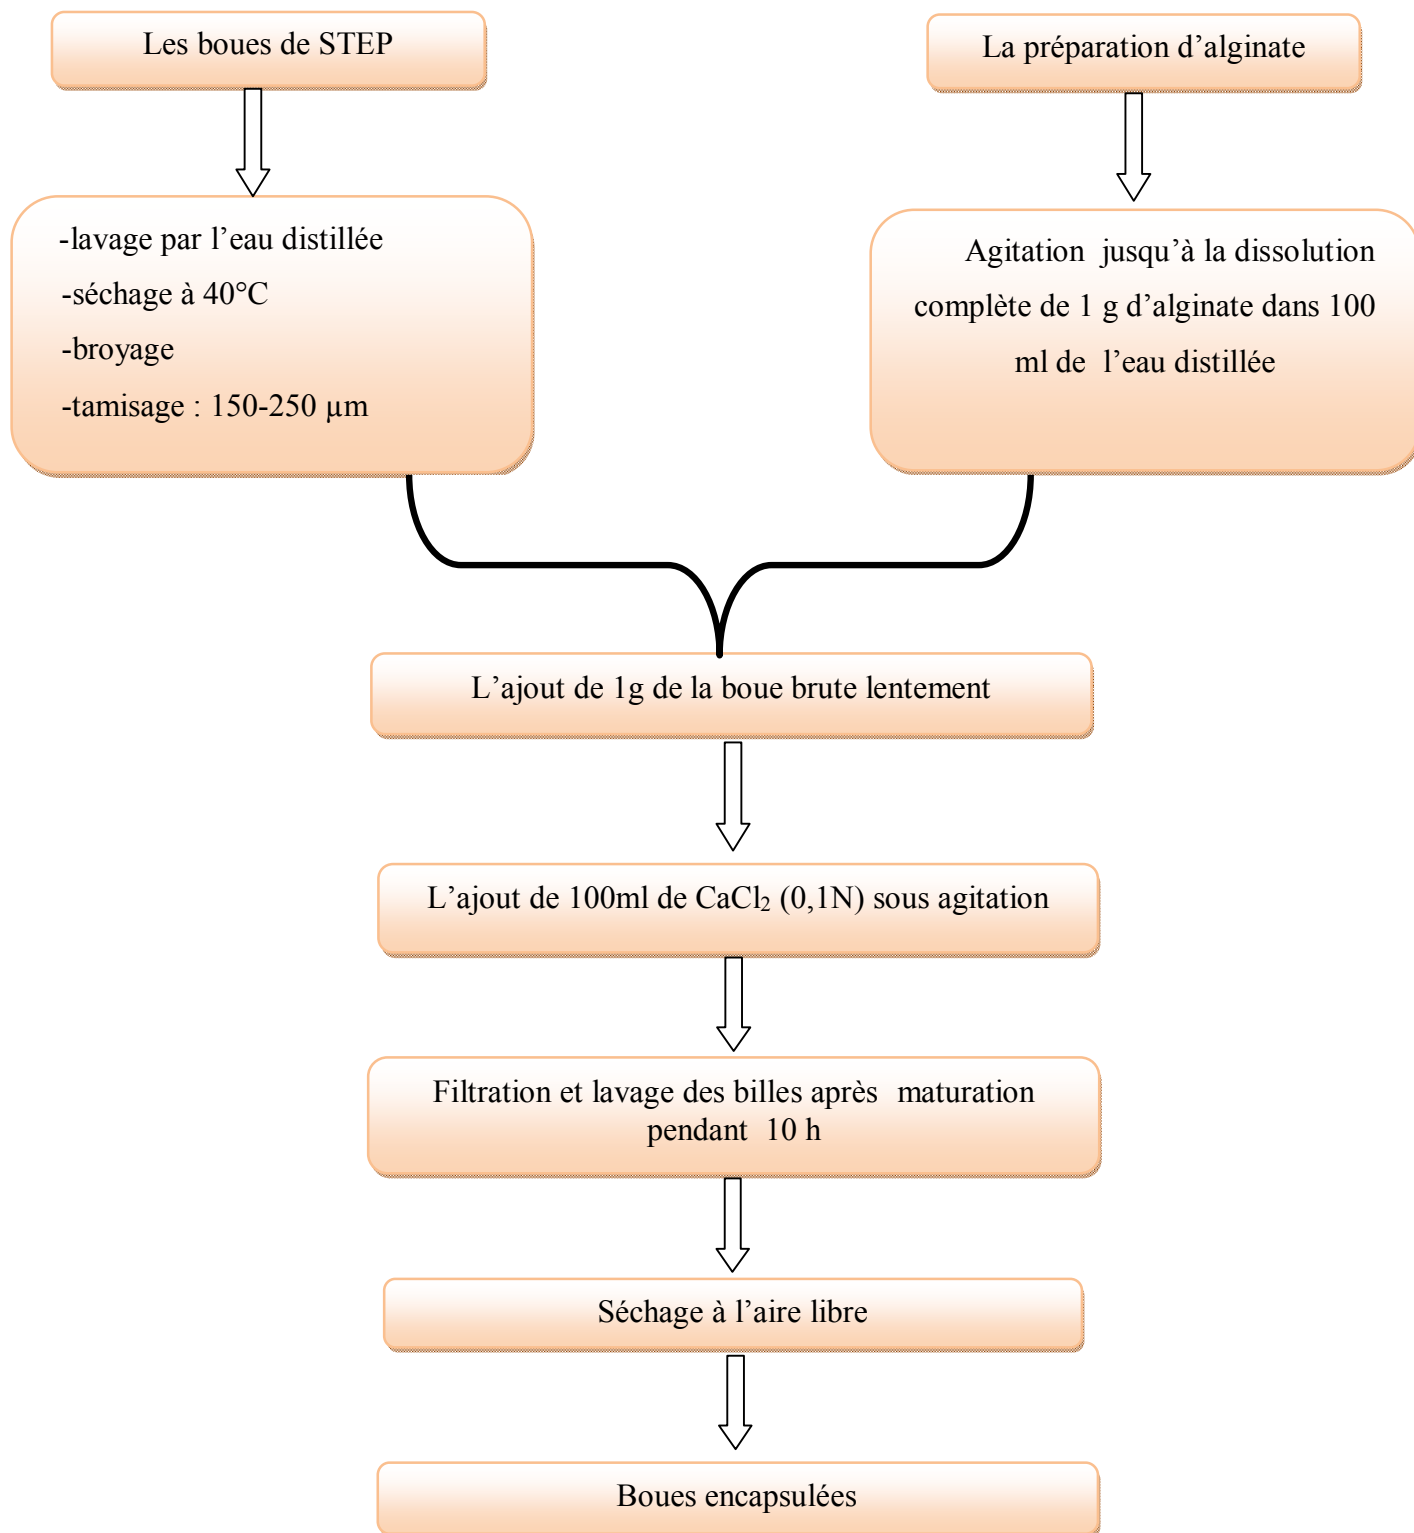 Les boues de STEP
-lavage par l’eau distillée
-séchage à 40°C
-broyage
-tamisage : 150-250 µm
La préparation d’alginate
Agitation jusqu’à la dissolution
complète de 1 g d’alginate dans 100
ml de l’eau distillée
L’ajout de 1g de la boue brute lentement
L’ajout de 100ml de CaCl₂ (0,1N) sous agitation
Filtration et lavage des billes après maturation
pendant 10 h
Séchage à l’aire libre
Boues encapsulées